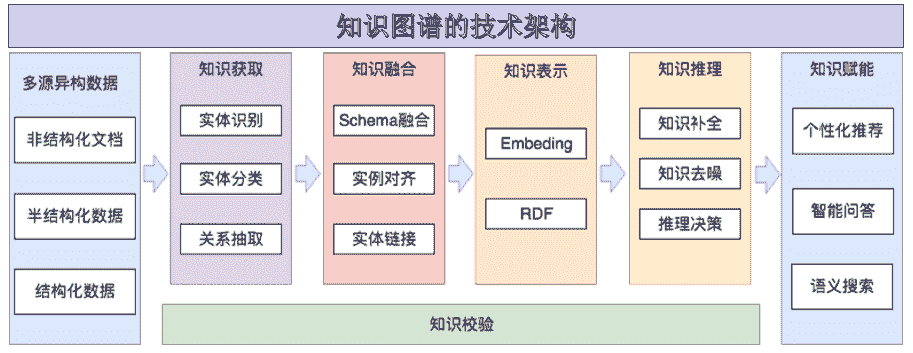 知识图谱的技术架构
多源异构数据
非结构化文档
半结构化数据
结构化数据
知识获取
实体识别
实体分类
关系抽取
知识融合
Schema融合
实例对齐
实体链接
知识表示
Embeding
RDF
知识推理
知识补全
知识去噪
推理决策
知识赋能
个性化推荐
智能问答
语义搜索
知识校验